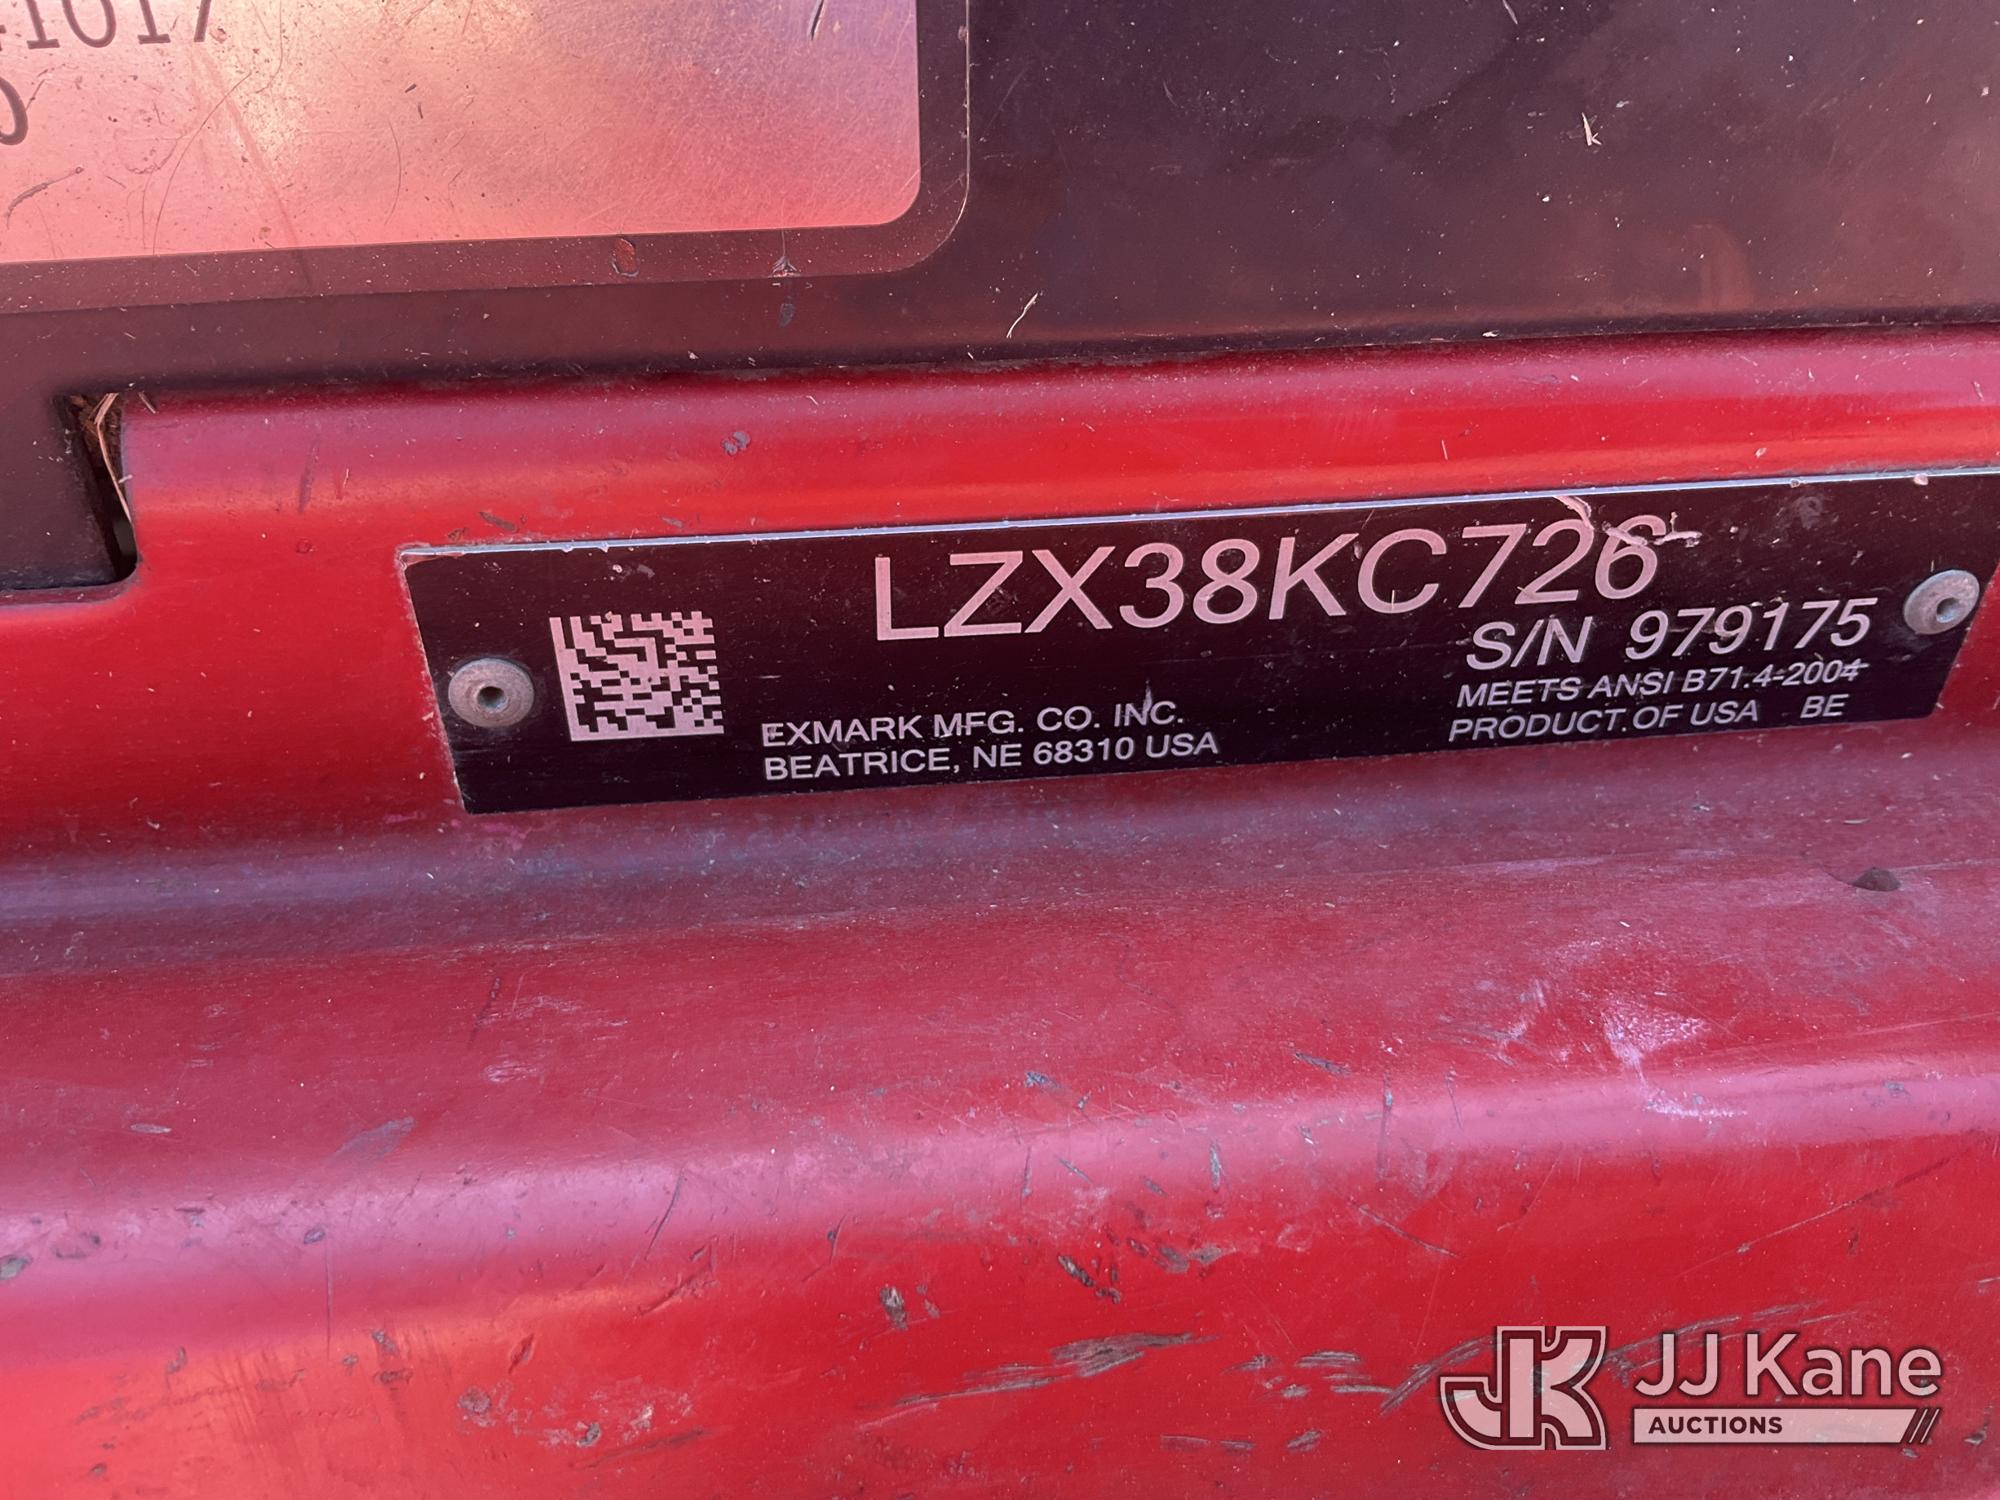 LZX38KC726
S/N 979175
MEETS ANSI B71.4-2004
EXMARK MFG. CO. INC.
PRODUCT OF USA BE
BEATRICE, NE 68310 USA
JK JJ Kane
AUCTIONS